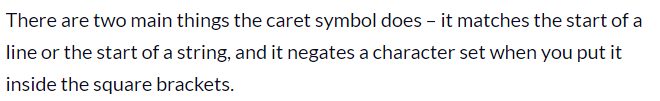 There are two main things the caret symbol does – it matches the start of a
line or the start of a string, and it negates a character set when you put it
inside the square brackets.